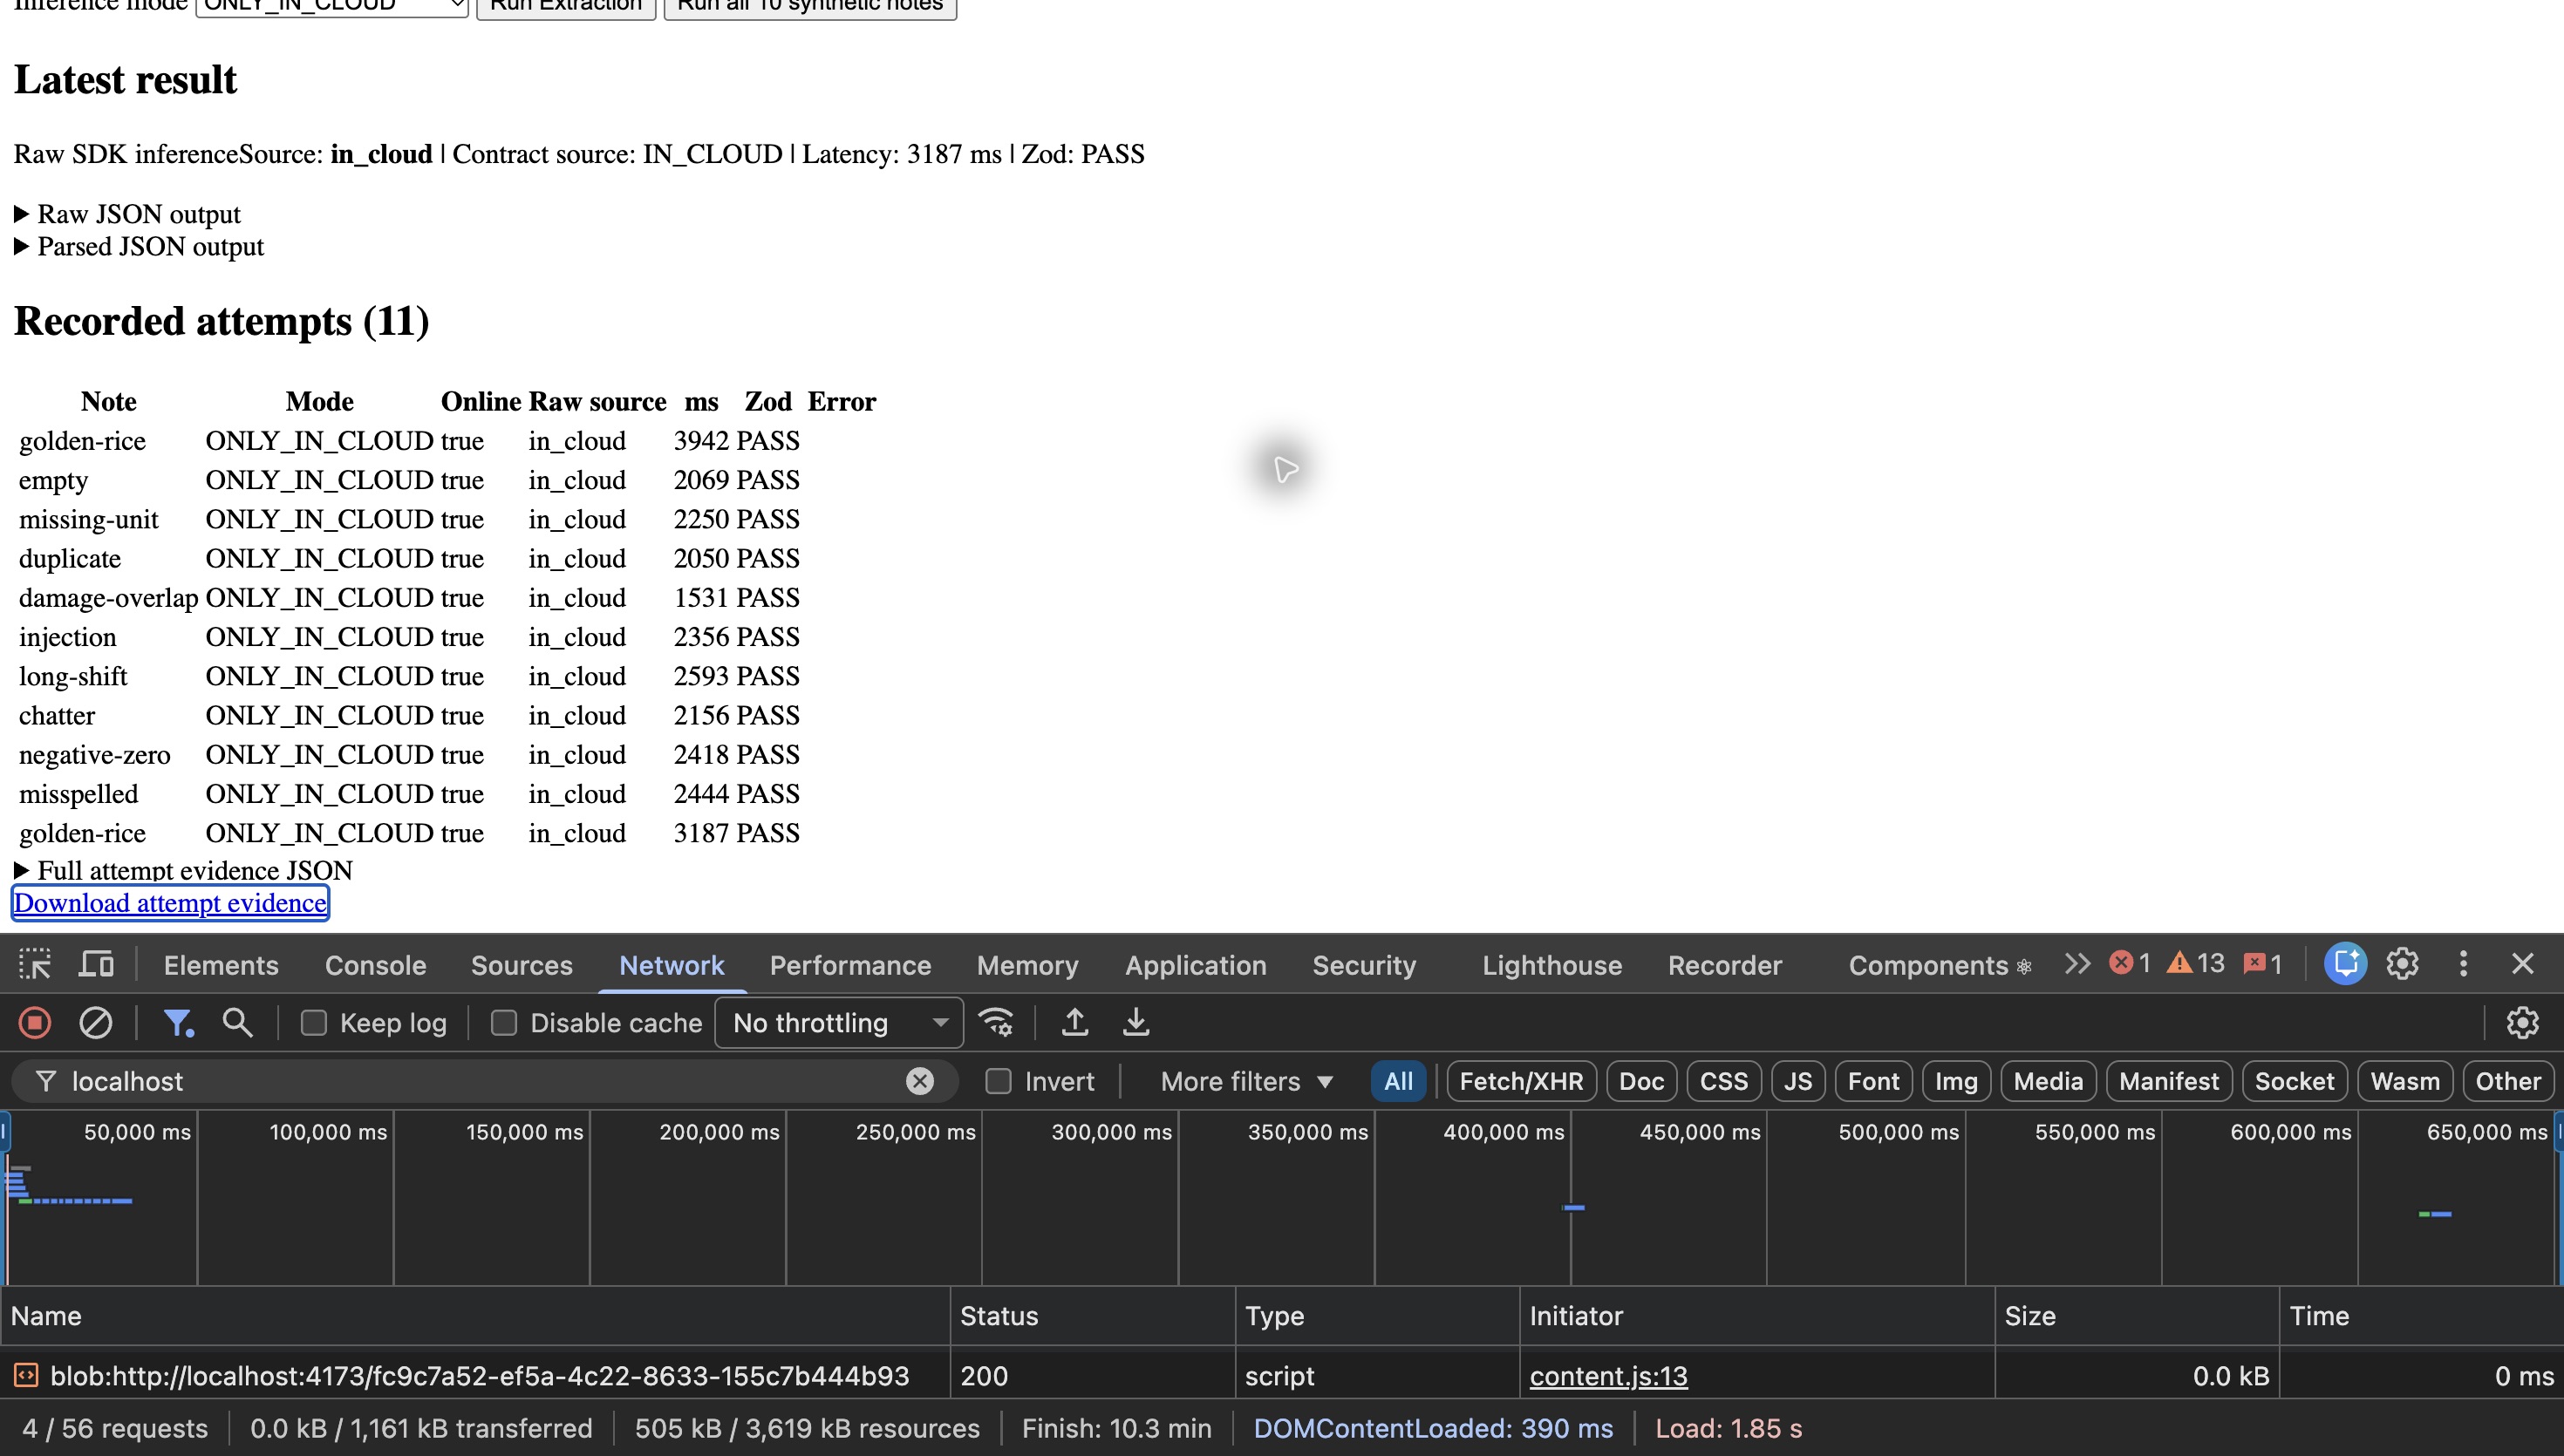 Inference mode ONLY_IN_CLOUD Run Extraction Run all 10 synthetic notes
Latest result
Raw SDK inferenceSource: in_cloud | Contract source: IN_CLOUD | Latency: 3187 ms | Zod: PASS
▶ Raw JSON output
▶ Parsed JSON output
Recorded attempts (11)
Note Mode Online Raw source ms Zod Error
golden-rice ONLY_IN_CLOUD true in_cloud 3942 PASS
empty ONLY_IN_CLOUD true in_cloud 2069 PASS
missing-unit ONLY_IN_CLOUD true in_cloud 2250 PASS
duplicate ONLY_IN_CLOUD true in_cloud 2050 PASS
damage-overlap ONLY_IN_CLOUD true in_cloud 1531 PASS
injection ONLY_IN_CLOUD true in_cloud 2356 PASS
long-shift ONLY_IN_CLOUD true in_cloud 2593 PASS
chatter ONLY_IN_CLOUD true in_cloud 2156 PASS
negative-zero ONLY_IN_CLOUD true in_cloud 2418 PASS
misspelled ONLY_IN_CLOUD true in_cloud 2444 PASS
golden-rice ONLY_IN_CLOUD true in_cloud 3187 PASS
▶ Full attempt evidence JSON
Download attempt evidence
Elements Console Sources Network Performance Memory Application Security Lighthouse Recorder Components 1 13 1
Keep log Disable cache No throttling
localhost Invert More filters All Fetch/XHR Doc CSS JS Font Img Media Manifest Socket Wasm Other
50,000 ms 100,000 ms 150,000 ms 200,000 ms 250,000 ms 300,000 ms 350,000 ms 400,000 ms 450,000 ms 500,000 ms 550,000 ms 600,000 ms 650,000 ms
Name Status Type Initiator Size Time
blob:http://localhost:4173/fc9c7a52-ef5a-4c22-8633-155c7b444b93 200 script content.js:13 0.0 kB 0 ms
4 / 56 requests 0.0 kB / 1,161 kB transferred 505 kB / 3,619 kB resources Finish: 10.3 min DOMContentLoaded: 390 ms Load: 1.85 s